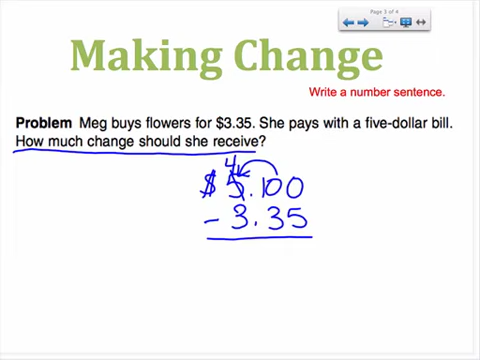 Page 3 of 4
Making Change
Write a number sentence.
Problem Meg buys flowers for $3.35. She pays with a five-dollar bill.
How much change should she receive?
4
$5.100
- 3.35